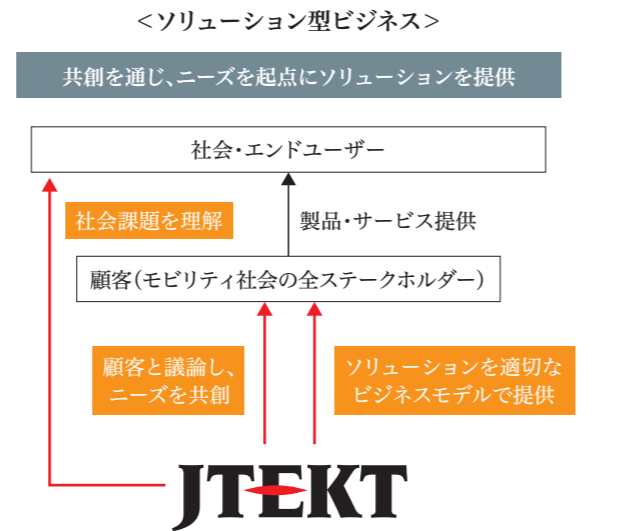 ＜ソリューション型ビジネス＞
共創を通じ、ニーズを起点にソリューションを提供
社会・エンドユーザー
社会課題を理解
製品・サービス提供
顧客（モビリティ社会の全ステークホルダー）
顧客と議論し、
ニーズを共創
ソリューションを適切な
ビジネスモデルで提供
JTEKT